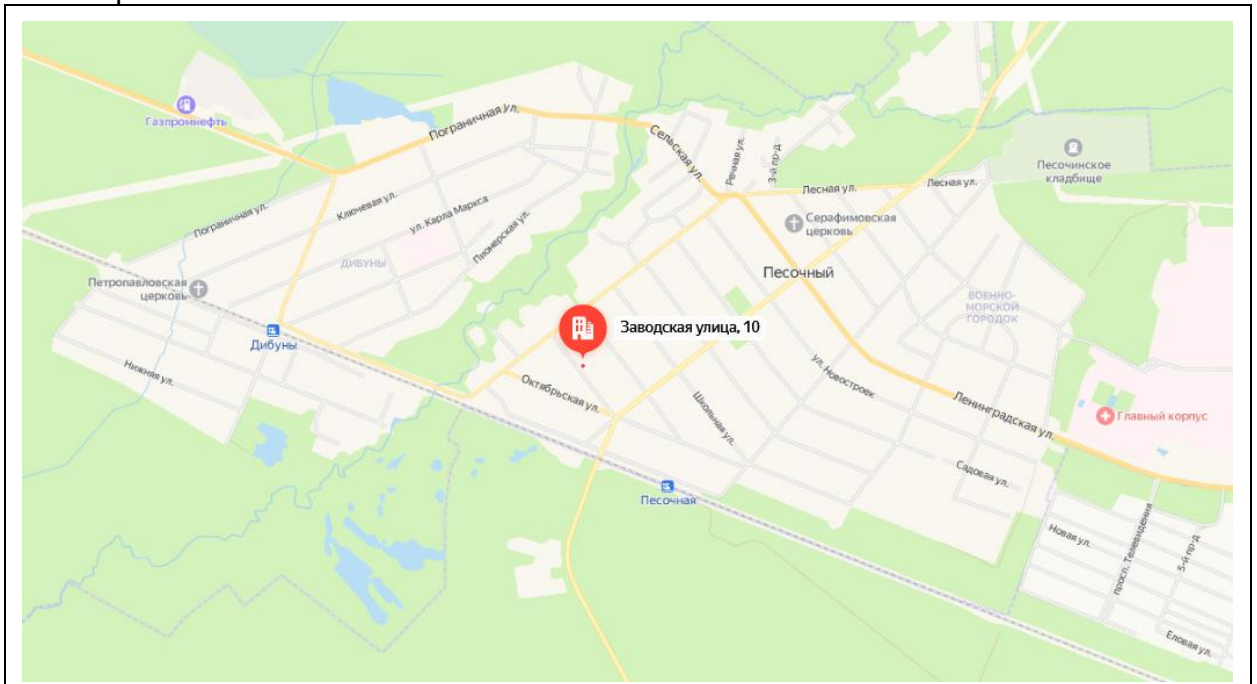 Газпромнефть
Пограничная ул.
Сельская ул.
Речная ул.
3-й пр-д
Песочинское
кладбище
Лесная ул.
Лесная ул.
Пограничная ул.
Ключевая ул.
ул. Карла Маркса
Пионерская ул.
Серафимовская
церковь
ДИБУНЫ
Песочный
Петропавловская
церковь
ВОЕННО-
МОРСКОЙ
ГОРОДОК
Заводская улица, 10
Дибуны
Нижняя ул.
Октябрьская ул.
Школьная ул.
ул. Новостроек
Ленинградская ул.
Главный корпус
Садовая ул.
Песочная
Новая ул.
просп. Телевидения
5-й пр-д
Еловая ул.